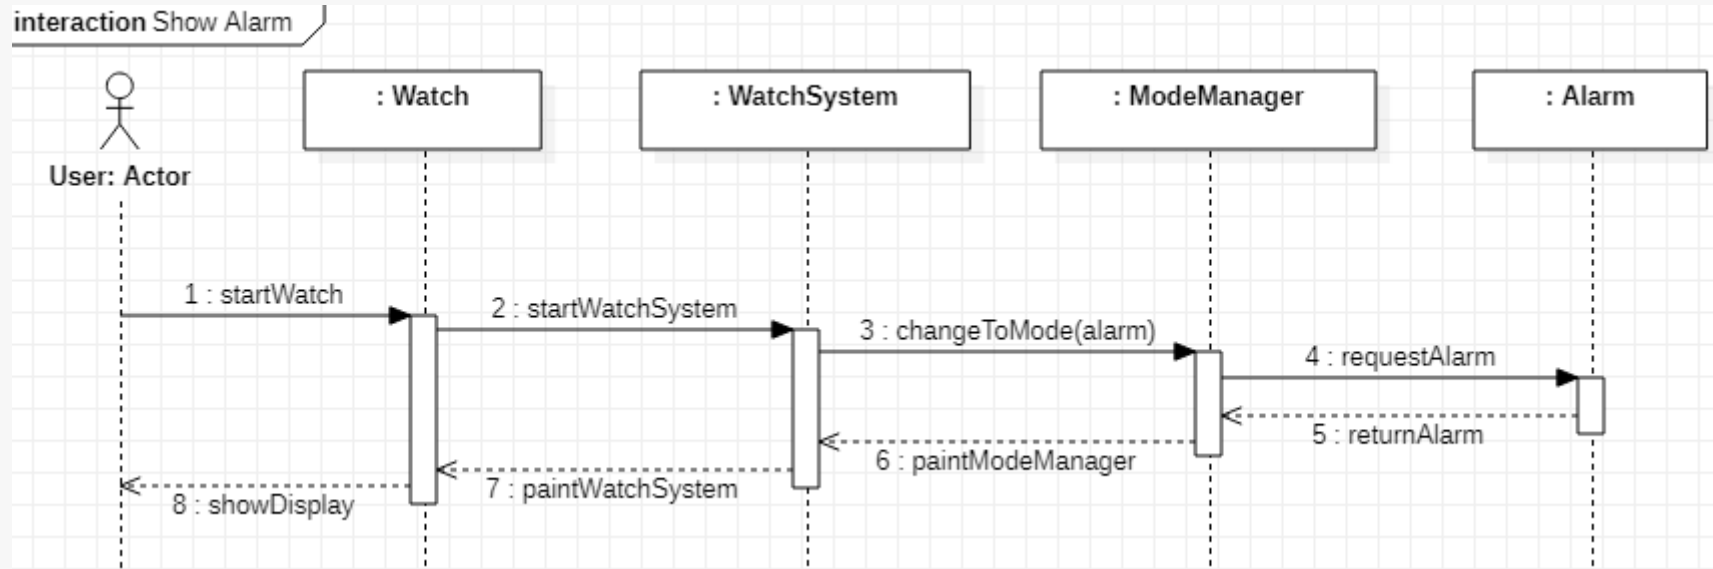 interaction Show Alarm
: Watch
: WatchSystem
: ModeManager
: Alarm
User: Actor
1 : startWatch
2 : startWatchSystem
3 : changeToMode(alarm)
4 : requestAlarm
5 : returnAlarm
6 : paintModeManager
7 : paintWatchSystem
8 : showDisplay